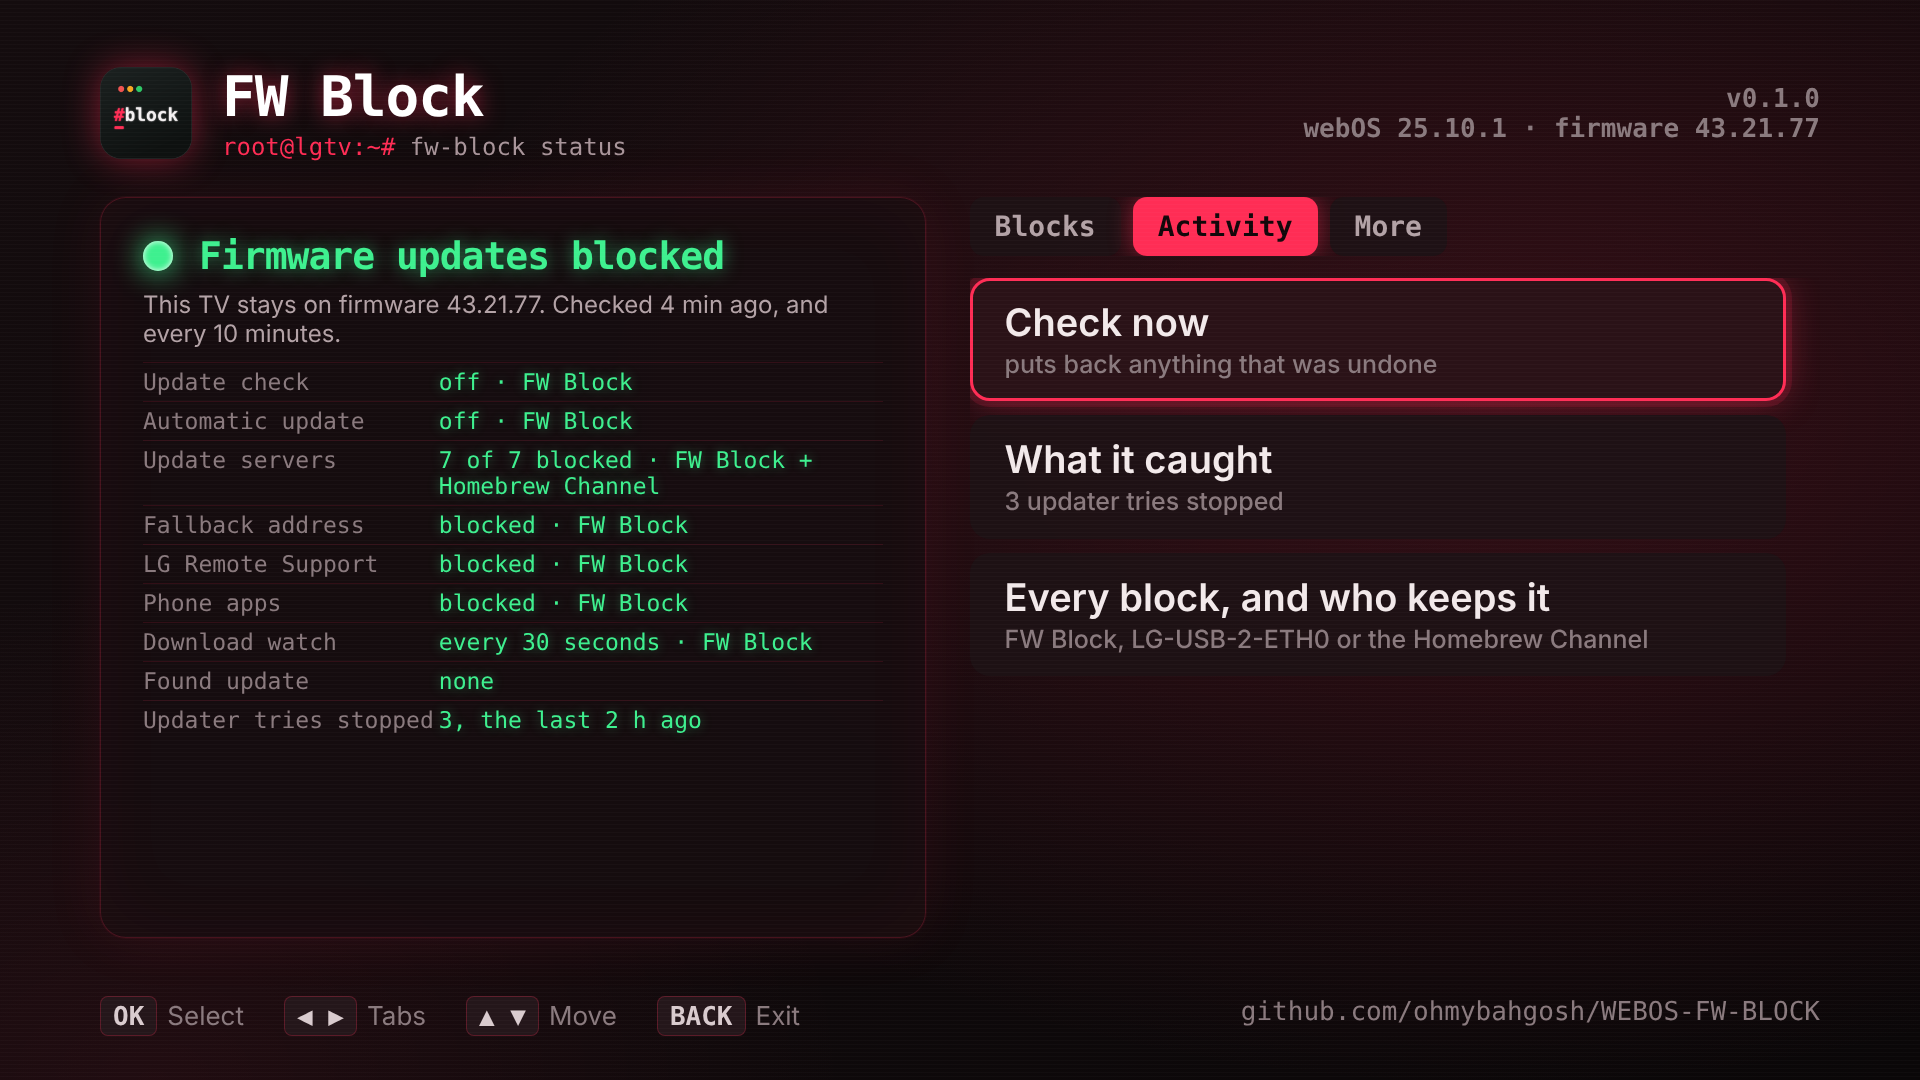 #block
FW Block
root@lgtv:~# fw-block status
v0.1.0
webOS 25.10.1 · firmware 43.21.77
Firmware updates blocked
This TV stays on firmware 43.21.77. Checked 4 min ago, and
every 10 minutes.
Update check off · FW Block
Automatic update off · FW Block
Update servers 7 of 7 blocked · FW Block +
Homebrew Channel
Fallback address blocked · FW Block
LG Remote Support blocked · FW Block
Phone apps blocked · FW Block
Download watch every 30 seconds · FW Block
Found update none
Updater tries stopped 3, the last 2 h ago
Blocks Activity More
Check now
puts back anything that was undone
What it caught
3 updater tries stopped
Every block, and who keeps it
FW Block, LG-USB-2-ETH0 or the Homebrew Channel
OK Select ◀ ▶ Tabs ▲ ▼ Move BACK Exit
github.com/ohmybahgosh/WEBOS-FW-BLOCK